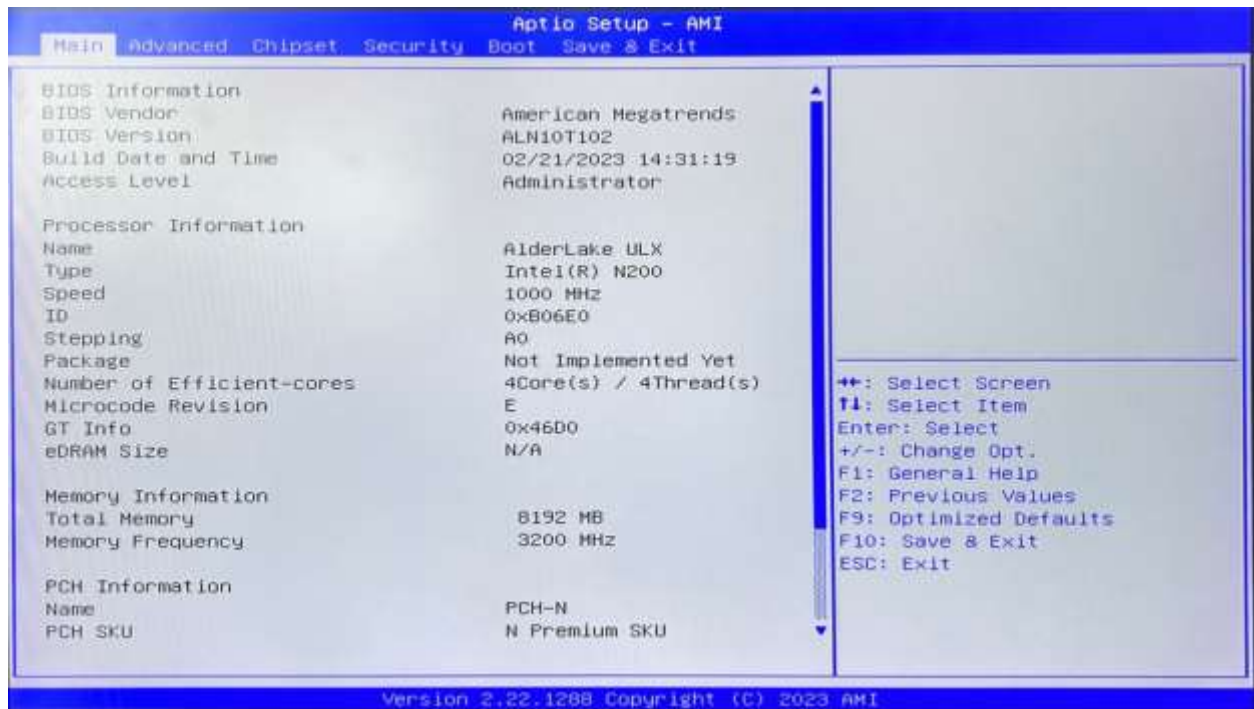 Aptio Setup - AMI
Main Advanced Chipset Security Boot Save & Exit
BIOS Information
BIOS Vendor American Megatrends
BIOS Version ALN10T102
Build Date and Time 02/21/2023 14:31:19
Access Level Administrator
Processor Information
Name AlderLake ULX
Type Intel(R) N200
Speed 1000 MHz
ID 0xB06E0
Stepping A0
Package Not Implemented Yet
Number of Efficient-cores 4Core(s) / 4Thread(s)
Microcode Revision E
GT Info 0x46D0
eDRAM Size N/A
Memory Information
Total Memory 8192 MB
Memory Frequency 3200 MHz
PCH Information
Name PCH-N
PCH SKU N Premium SKU
→←: Select Screen
↑↓: Select Item
Enter: Select
+/-: Change Opt.
F1: General Help
F2: Previous Values
F9: Optimized Defaults
F10: Save & Exit
ESC: Exit
Version 2.22.1288 Copyright (C) 2023 AMI